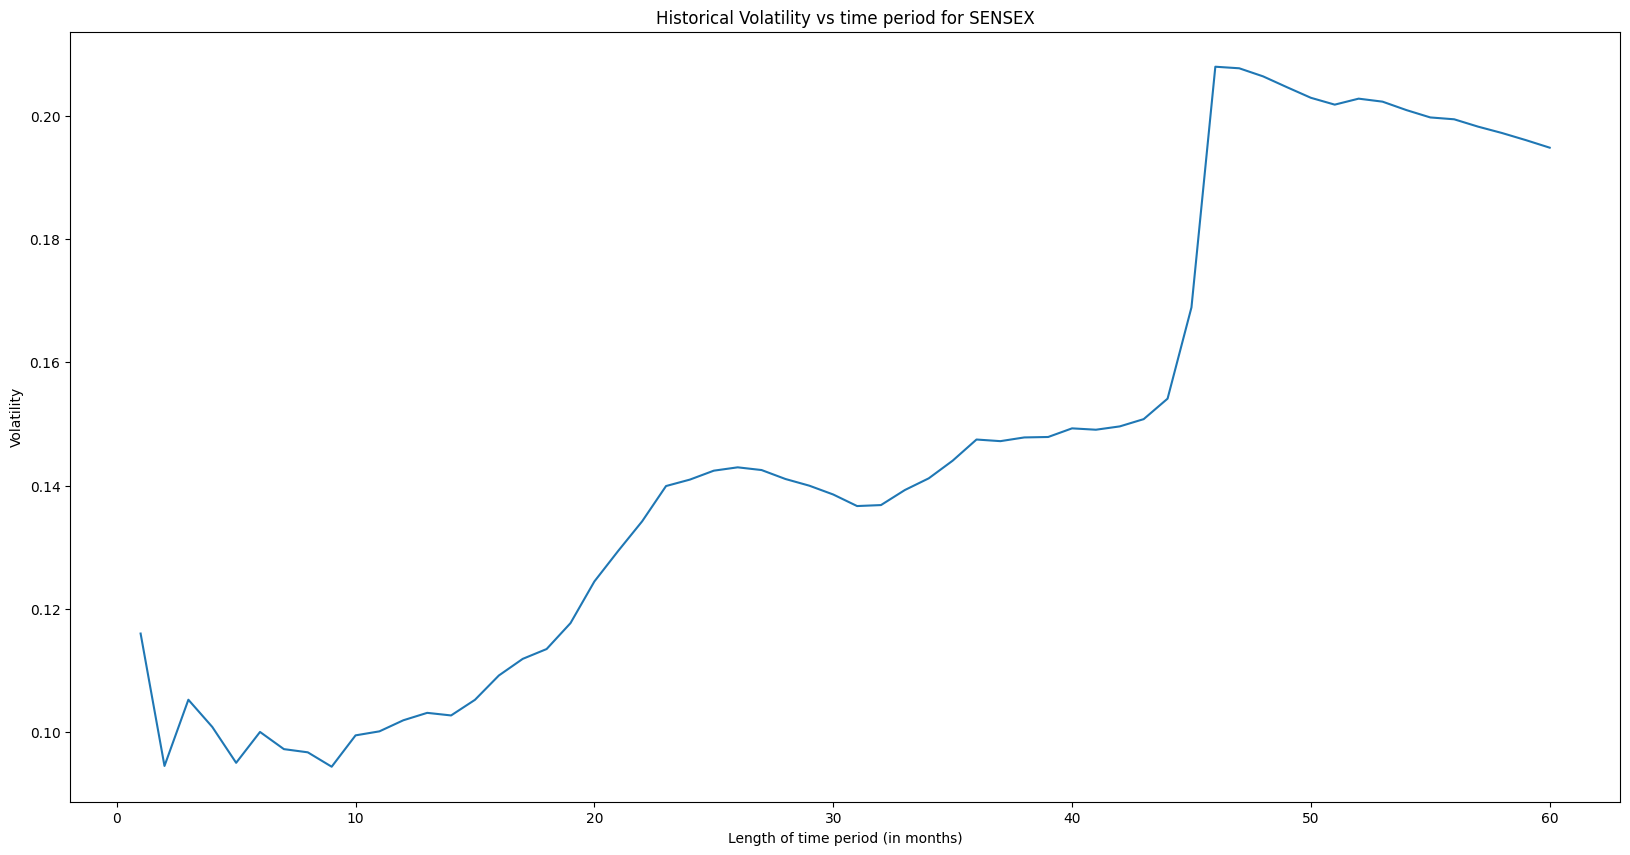 Historical Volatility vs time period for SENSEX
0.20
0.18
0.16
0.14
0.12
0.10
Volatility
0 10 20 30 40 50 60
Length of time period (in months)